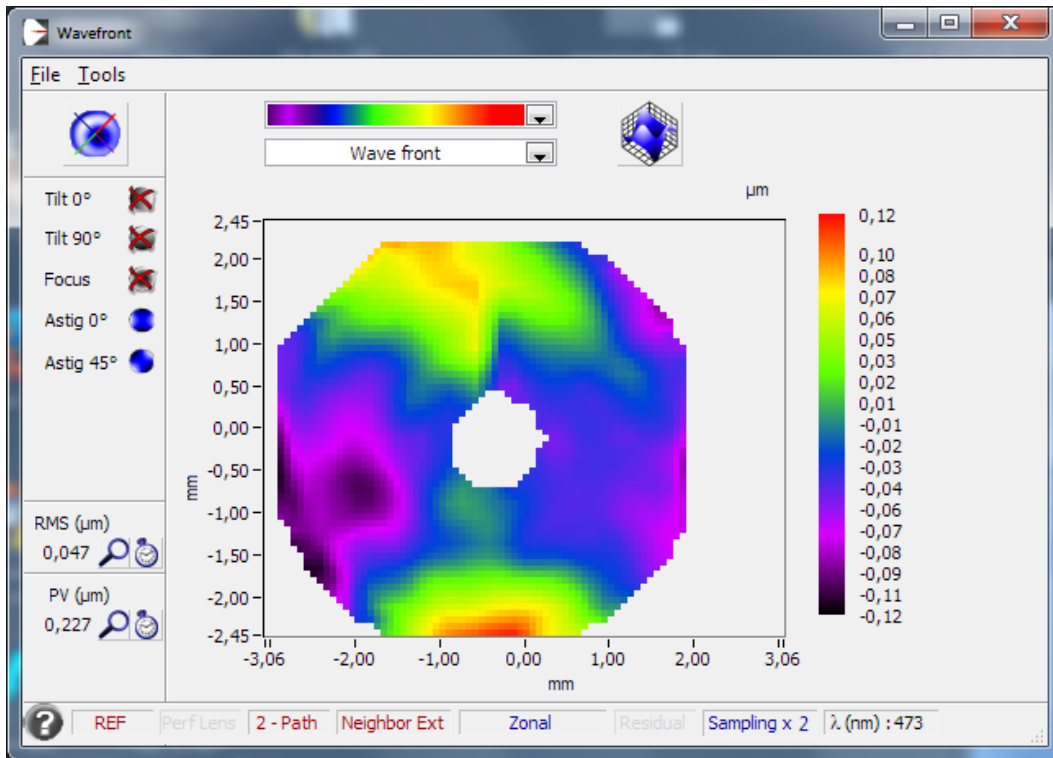 Wavefront
File Tools
Wave front
Tilt 0°
Tilt 90°
Focus
Astig 0°
Astig 45°
RMS (µm)
0,047
PV (µm)
0,227
µm
2,45
2,00
1,50
1,00
0,50
0,00
-0,50
-1,00
-1,50
-2,00
-2,45
mm
-3,06 -2,00 -1,00 0,00 1,00 2,00 3,06
mm
0,12
0,10
0,08
0,07
0,06
0,05
0,03
0,02
0,01
-0,01
-0,02
-0,03
-0,04
-0,06
-0,07
-0,08
-0,09
-0,11
-0,12
? REF Perf Lens 2 - Path Neighbor Ext Zonal Residual Sampling x 2 λ (nm) : 473